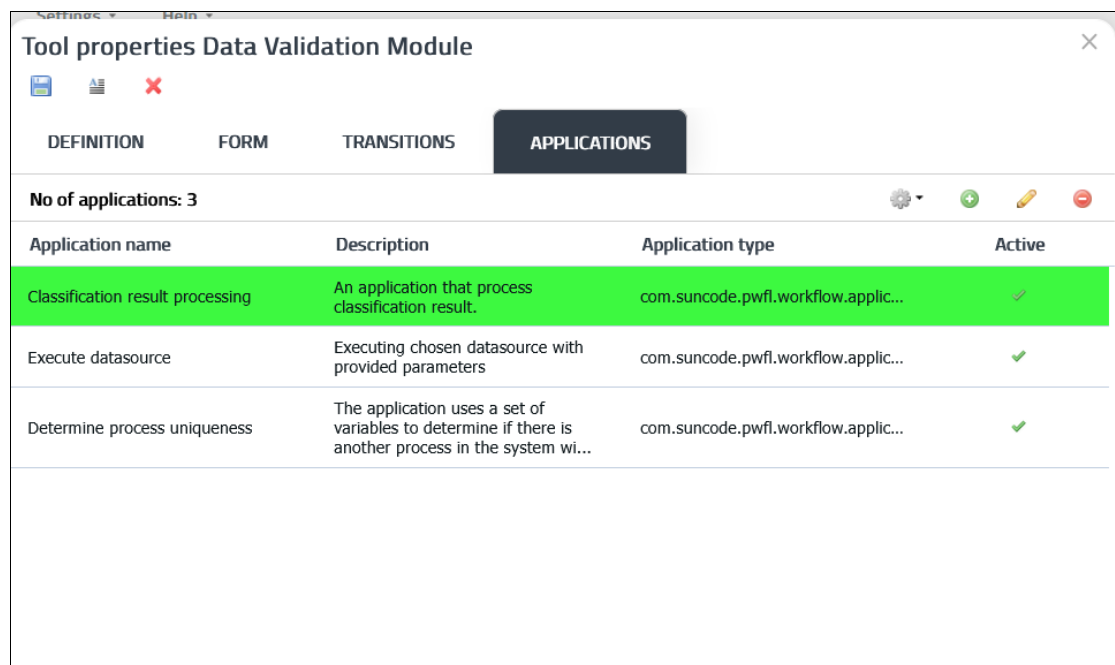 Settings Help
Tool properties Data Validation Module
DEFINITION FORM TRANSITIONS APPLICATIONS
No of applications: 3
Application name Description Application type Active
An application that process
Classification result processing com.suncode.pwfl.workflow.applic...
classification result.
Executing chosen datasource with
Execute datasource com.suncode.pwfl.workflow.applic...
provided parameters
The application uses a set of
Determine process uniqueness variables to determine if there is com.suncode.pwfl.workflow.applic...
another process in the system wi...